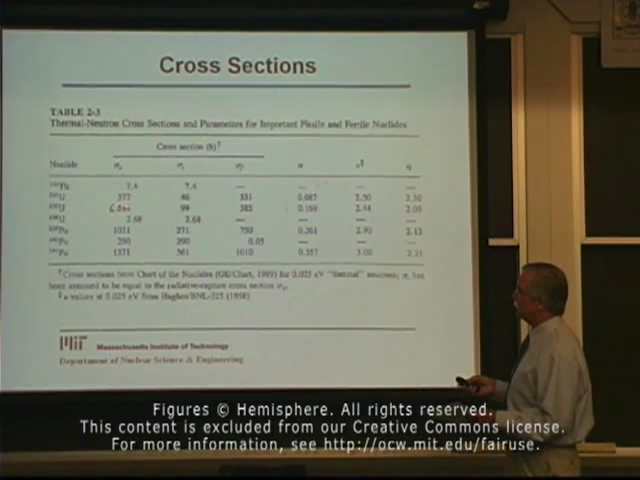 Cross Sections
TABLE 2-3
Thermal-Neutron Cross Sections and Parameters for Important Fissile and Fertile Nuclides
Cross section (b)†
Nuclide σa σc σf α ν‡ η
²³²Th 7.4 7.4 — — — —
²³³U 577 46 531 0.087 2.50 2.30
²³⁵U 99 583 0.169 2.44 2.09
²³⁸U 2.68 2.68 — — — —
²³⁹Pu 1021 271 750 0.361 2.90 2.13
²⁴⁰Pu 290 290 0.05 — — —
²⁴¹Pu 1371 361 1010 0.357 3.00
† Cross sections from Chart of the Nuclides (GE/Chart, 1989) for 0.025 eV "thermal" neutrons; σc has
been assumed to be equal to the radiative-capture cross section
‡ values at 0.025 eV from Hughes/BNL-325 (1958).
MIT Massachusetts Institute of Technology
Department of Nuclear Science & Engineering
Figures © Hemisphere. All rights reserved.
This content is excluded from our Creative Commons license.
For more information, see http://ocw.mit.edu/fairuse.